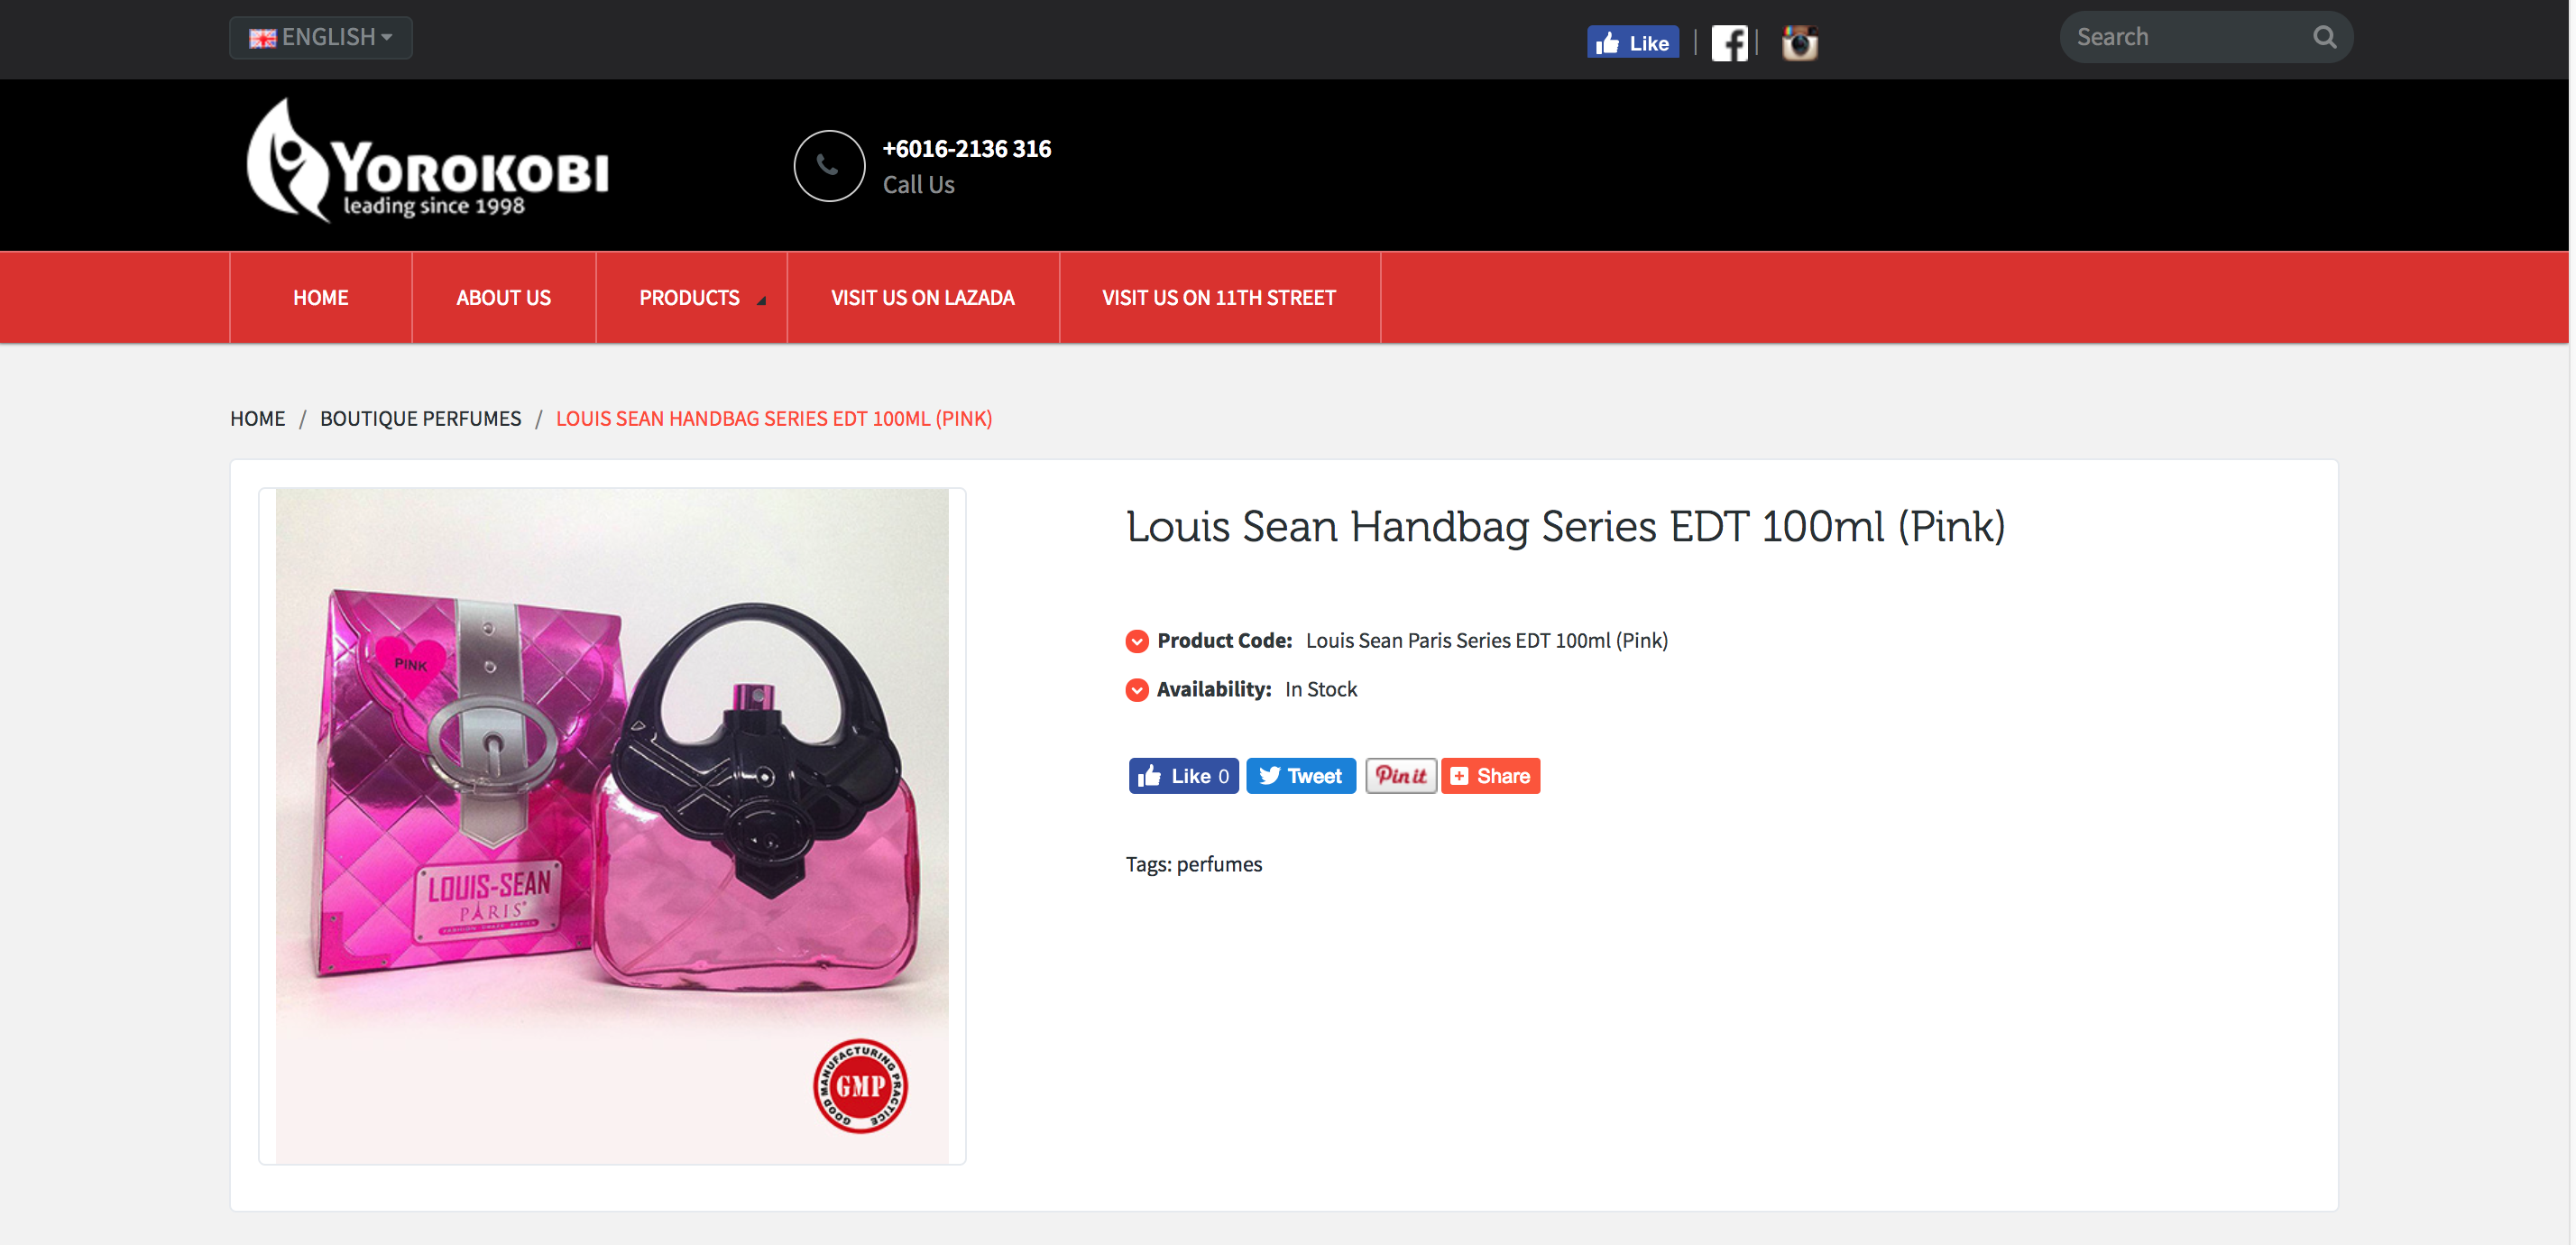 ENGLISH
Like
Search
YOROKOBI
leading since 1998
+6016-2136 316
Call Us
HOME
ABOUT US
PRODUCTS
VISIT US ON LAZADA
VISIT US ON 11TH STREET
HOME / BOUTIQUE PERFUMES / LOUIS SEAN HANDBAG SERIES EDT 100ML (PINK)
PINK
LOUIS-SEAN
PARIS
GOOD MANUFACTURING PRACTICE
GMP
Louis Sean Handbag Series EDT 100ml (Pink)
Product Code: Louis Sean Paris Series EDT 100ml (Pink)
Availability: In Stock
Like 0
Tweet
Pin it
Share
Tags: perfumes